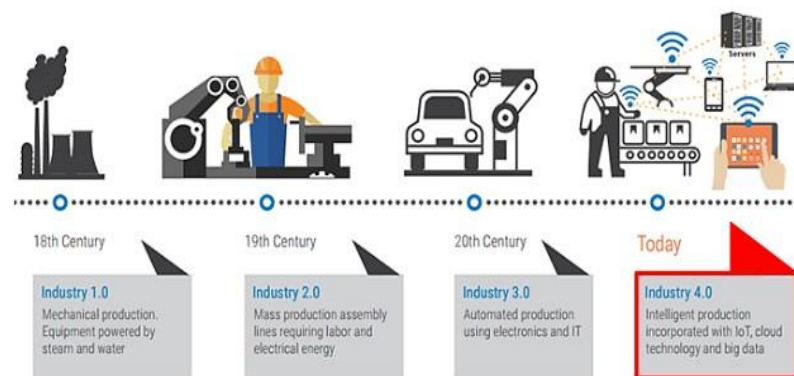 Servers
18th Century
Industry 1.0
Mechanical production.
Equipment powered by
steam and water
19th Century
Industry 2.0
Mass production assembly
lines requiring labor and
electrical energy
20th Century
Industry 3.0
Automated production
using electronics and IT
Today
Industry 4.0
Intelligent production
incorporated with IoT, cloud
technology and big data